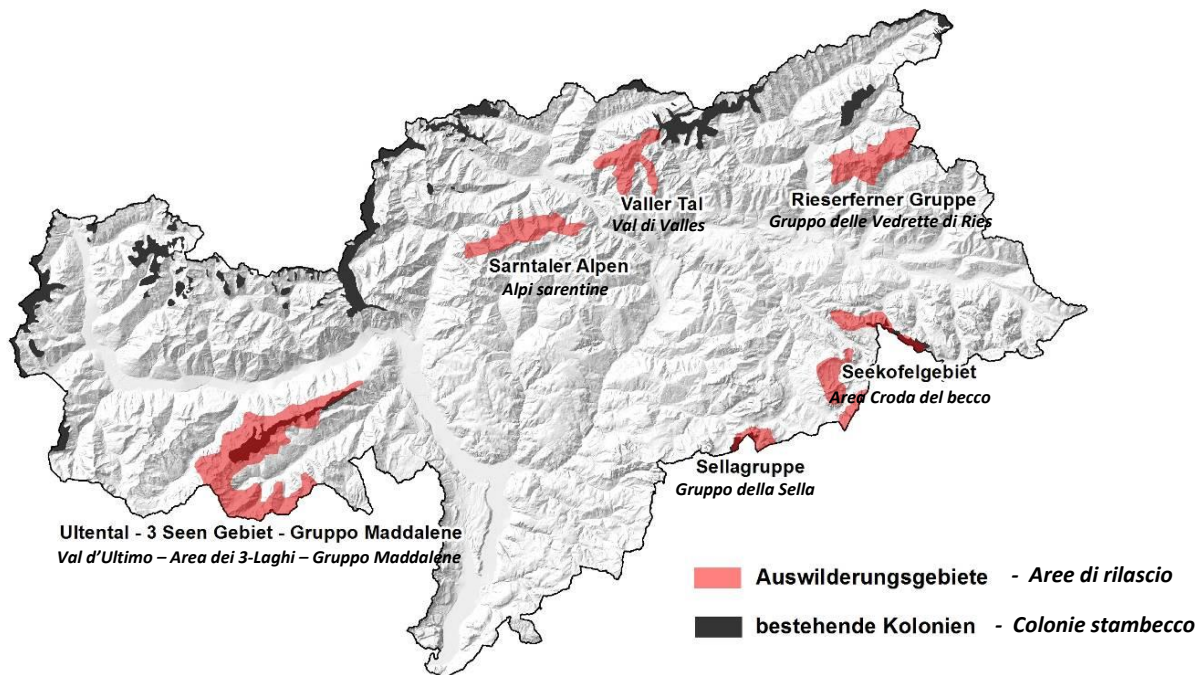 Valler Tal
Val di Valles
Rieserferner Gruppe
Gruppo delle Vedrette di Ries
Sarntaler Alpen
Alpi sarentine
Seekofelgebiet
Area Croda del becco
Sellagruppe
Gruppo della Sella
Ultental - 3 Seen Gebiet - Gruppo Maddalene
Val d’Ultimo – Area dei 3-Laghi – Gruppo Maddalene
Auswilderungsgebiete - Aree di rilascio
bestehende Kolonien - Colonie stambecco